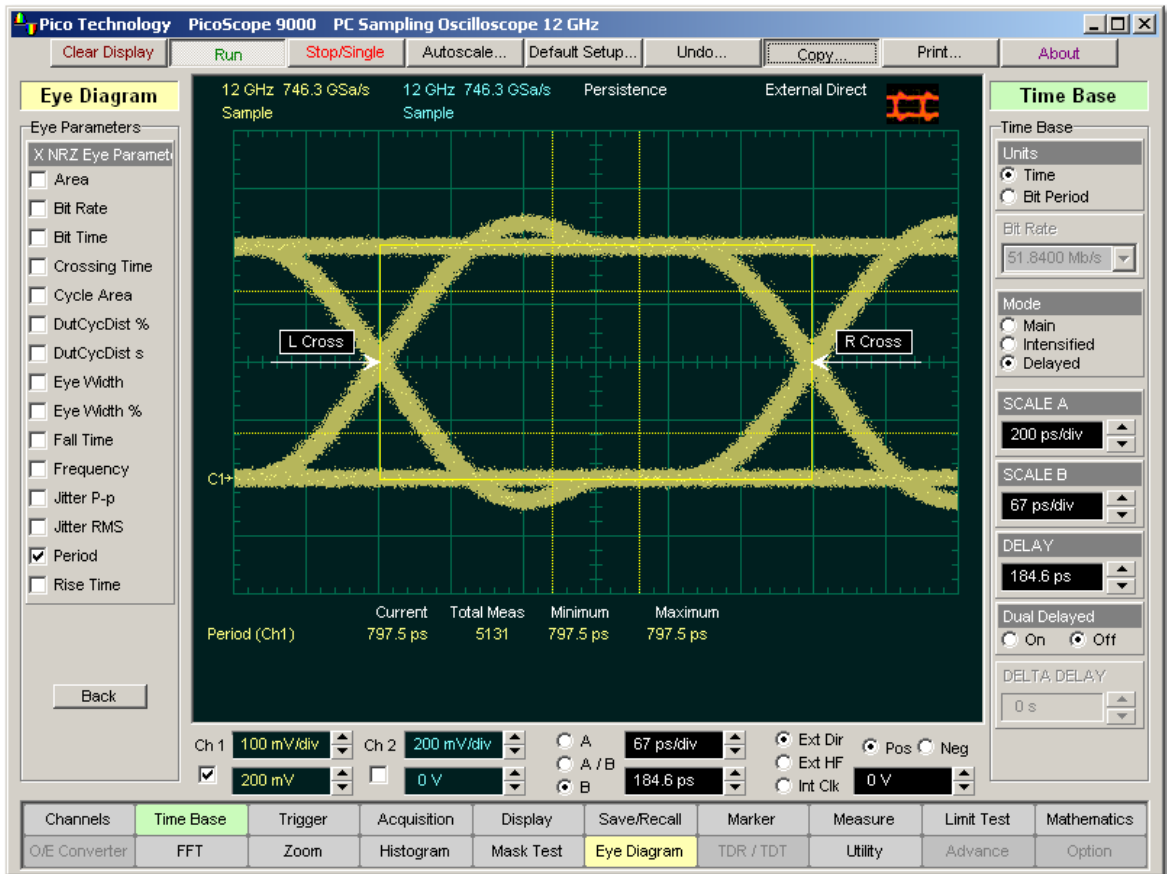 Pico Technology PicoScope 9000 PC Sampling Oscilloscope 12 GHz
Clear Display Run Stop/Single Autoscale... Default Setup... Undo... Copy... Print... About
Eye Diagram
Eye Parameters
X NRZ Eye Paramet
Area
Bit Rate
Bit Time
Crossing Time
Cycle Area
DutCycDist %
DutCycDist s
Eye Width
Eye Width %
Fall Time
Frequency
Jitter P-p
Jitter RMS
Period
Rise Time
Back
12 GHz 746.3 GSa/s 12 GHz 746.3 GSa/s Persistence External Direct
Sample Sample
L Cross R Cross
C1
Current Total Meas Minimum Maximum
Period (Ch1) 797.5 ps 5131 797.5 ps 797.5 ps
Time Base
Time Base
Units
Time
Bit Period
Bit Rate
51.8400 Mb/s
Mode
Main
Intensified
Delayed
SCALE A
200 ps/div
SCALE B
67 ps/div
DELAY
184.6 ps
Dual Delayed
On Off
DELTA DELAY
0 s
Ch 1 100 mV/div Ch 2 200 mV/div A 67 ps/div Ext Dir Pos Neg
A / B Ext HF
200 mV 0 V B 184.6 ps Int Clk 0 V
Channels Time Base Trigger Acquisition Display Save/Recall Marker Measure Limit Test Mathematics
O/E Converter FFT Zoom Histogram Mask Test Eye Diagram TDR / TDT Utility Advance Option